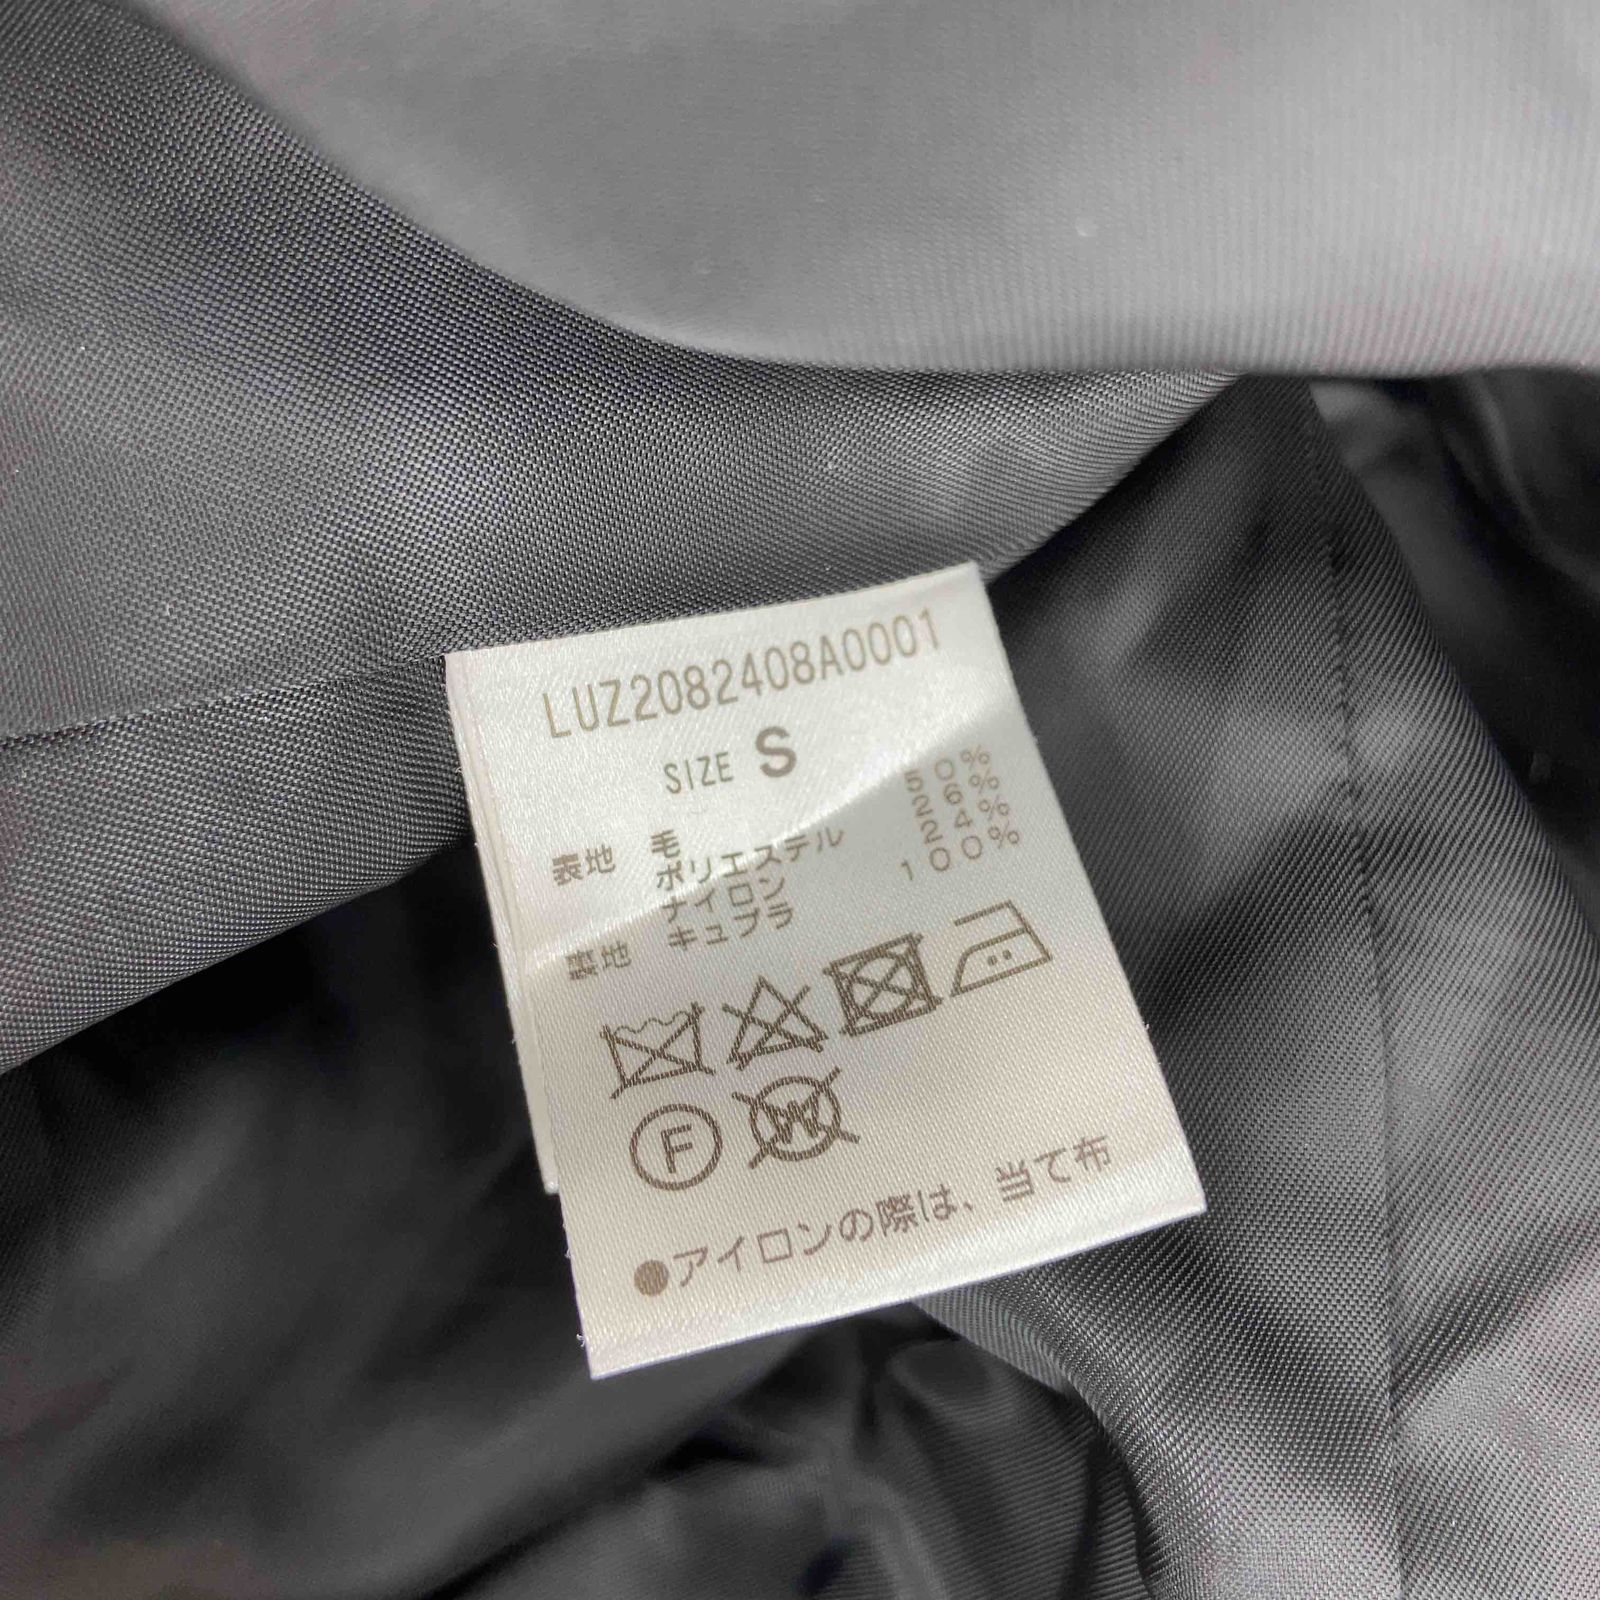 LUZ2082408A0001
SIZE S
表地 毛 50%
ポリエステル 26%
ナイロン 24%
裏地 キュプラ 100%
F
W
●アイロンの際は、当て布